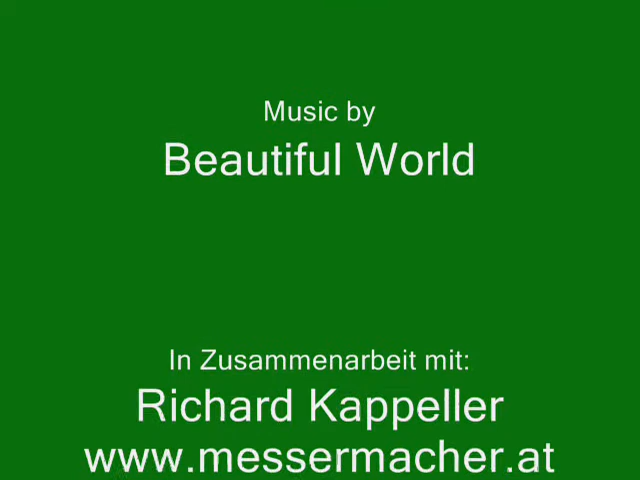 Music by
Beautiful World
In Zusammenarbeit mit:
Richard Kappeller
www.messermacher.at